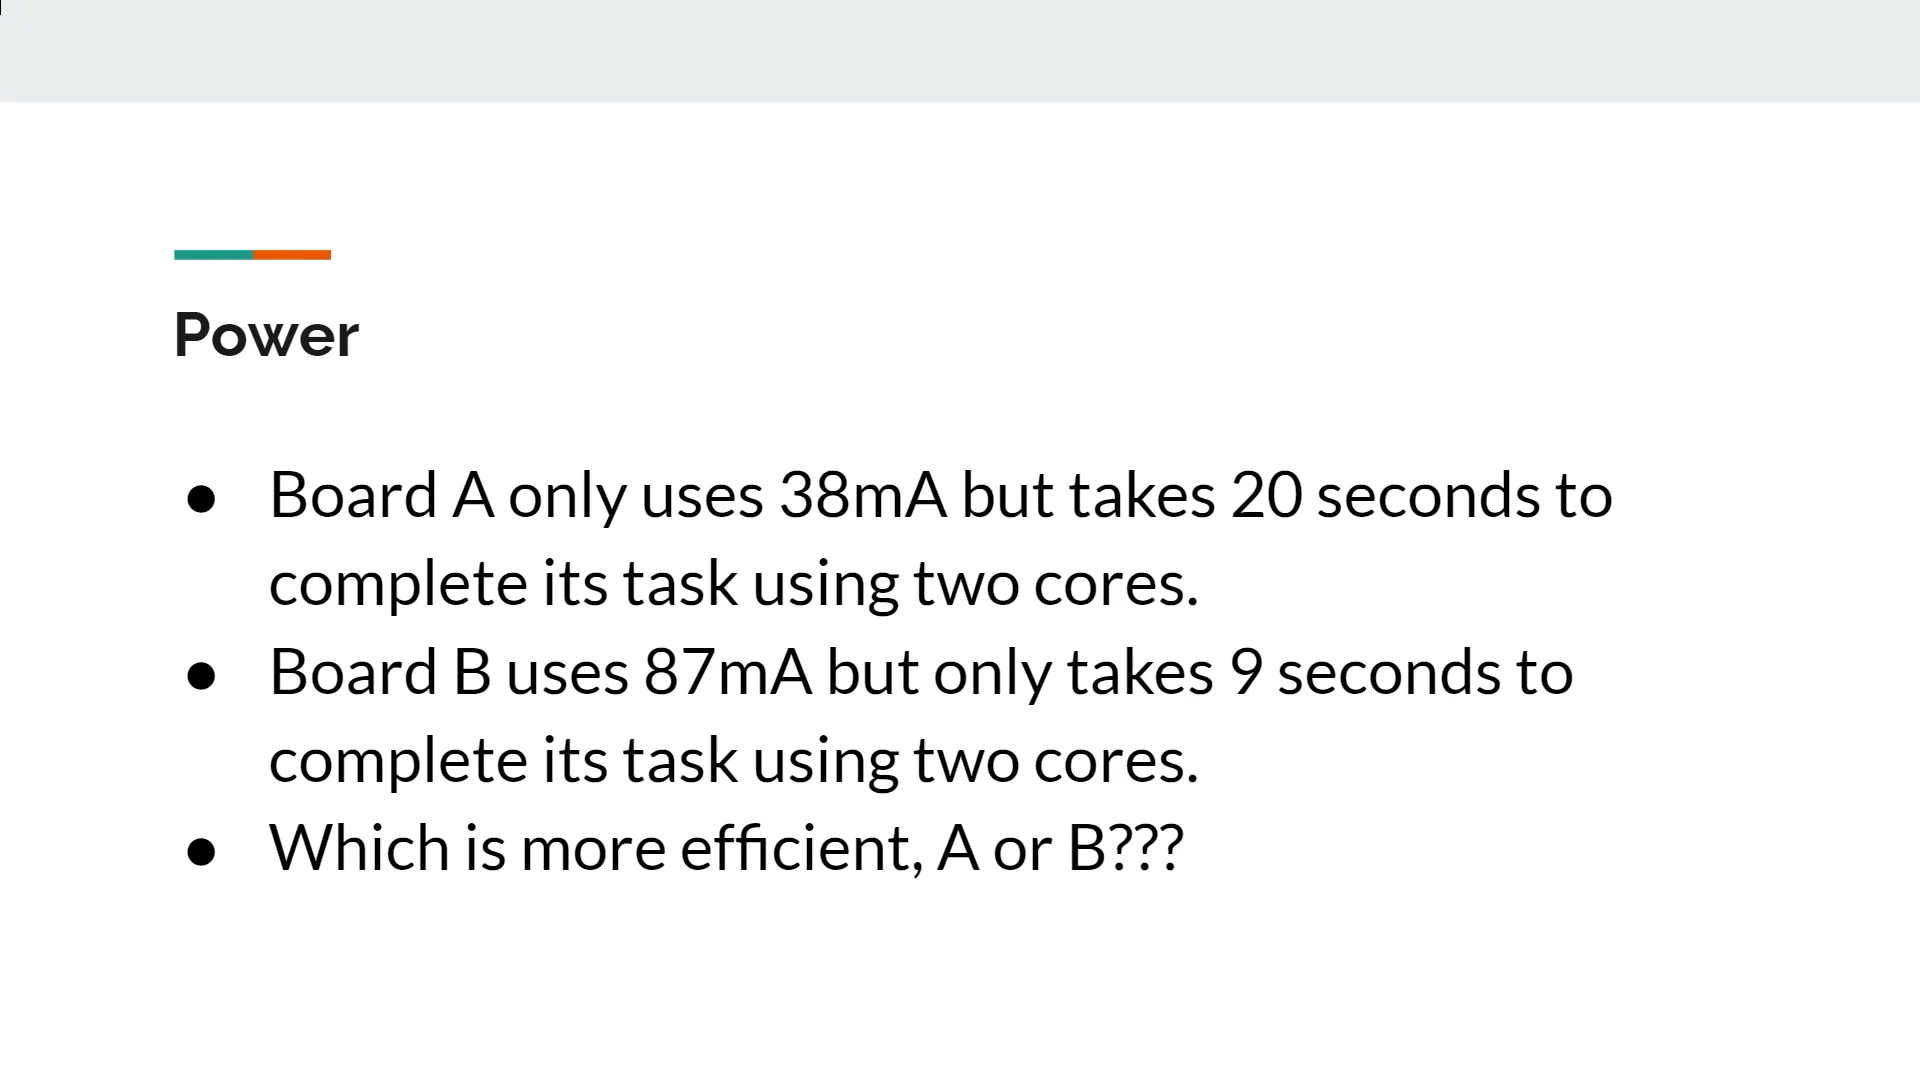 Power
● Board A only uses 38mA but takes 20 seconds to
complete its task using two cores.
● Board B uses 87mA but only takes 9 seconds to
complete its task using two cores.
● Which is more efficient, A or B???